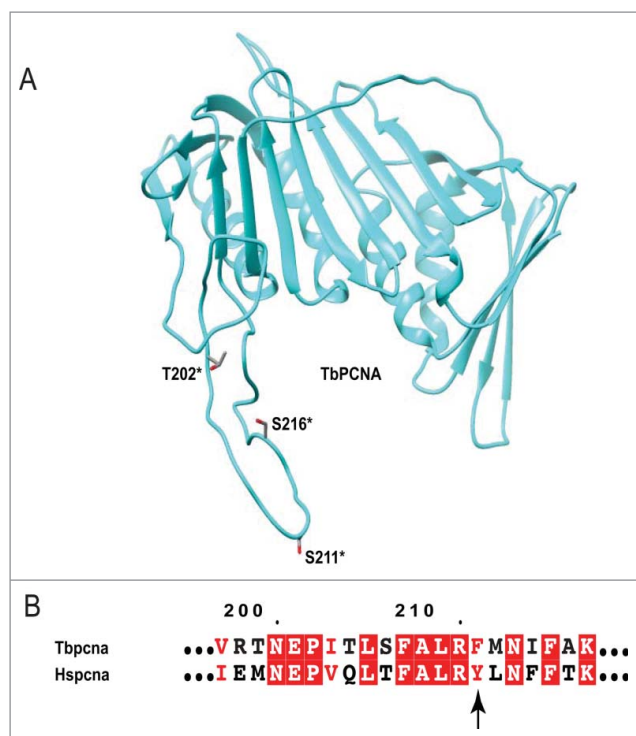 A
T202*
TbPCNA
S216*
S211*
B
200 210
Tbpcna ...VRTNEPITLSFALRFMNIFAK...
Hspcna ...IEMNEPVQLTFALRYLNFFTK...